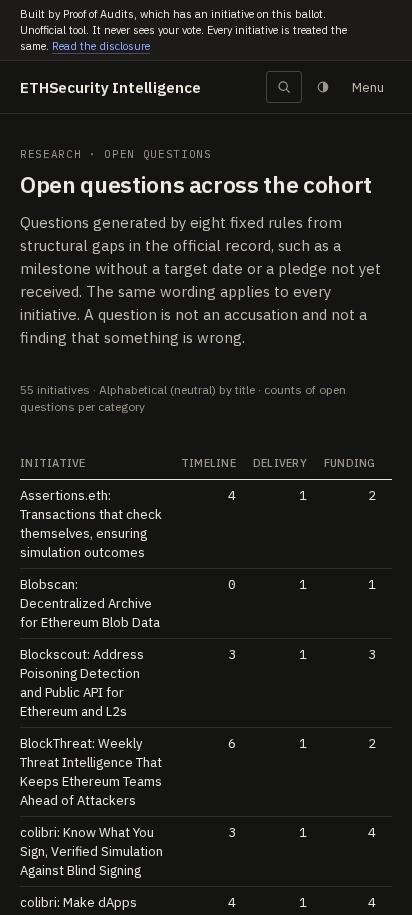 Built by Proof of Audits, which has an initiative on this ballot.
Unofficial tool. It never sees your vote. Every initiative is treated the
same. Read the disclosure
ETHSecurity Intelligence
Menu
RESEARCH · OPEN QUESTIONS
Open questions across the cohort
Questions generated by eight fixed rules from
structural gaps in the official record, such as a
milestone without a target date or a pledge not yet
received. The same wording applies to every
initiative. A question is not an accusation and not a
finding that something is wrong.
55 initiatives · Alphabetical (neutral) by title · counts of open
questions per category
INITIATIVE TIMELINE DELIVERY FUNDING
Assertions.eth: 4 1 2
Transactions that check
themselves, ensuring
simulation outcomes
Blobscan: 0 1 1
Decentralized Archive
for Ethereum Blob Data
Blockscout: Address 3 1 3
Poisoning Detection
and Public API for
Ethereum and L2s
BlockThreat: Weekly 6 1 2
Threat Intelligence That
Keeps Ethereum Teams
Ahead of Attackers
colibri: Know What You 3 1 4
Sign, Verified Simulation
Against Blind Signing
colibri: Make dApps 4 1 4